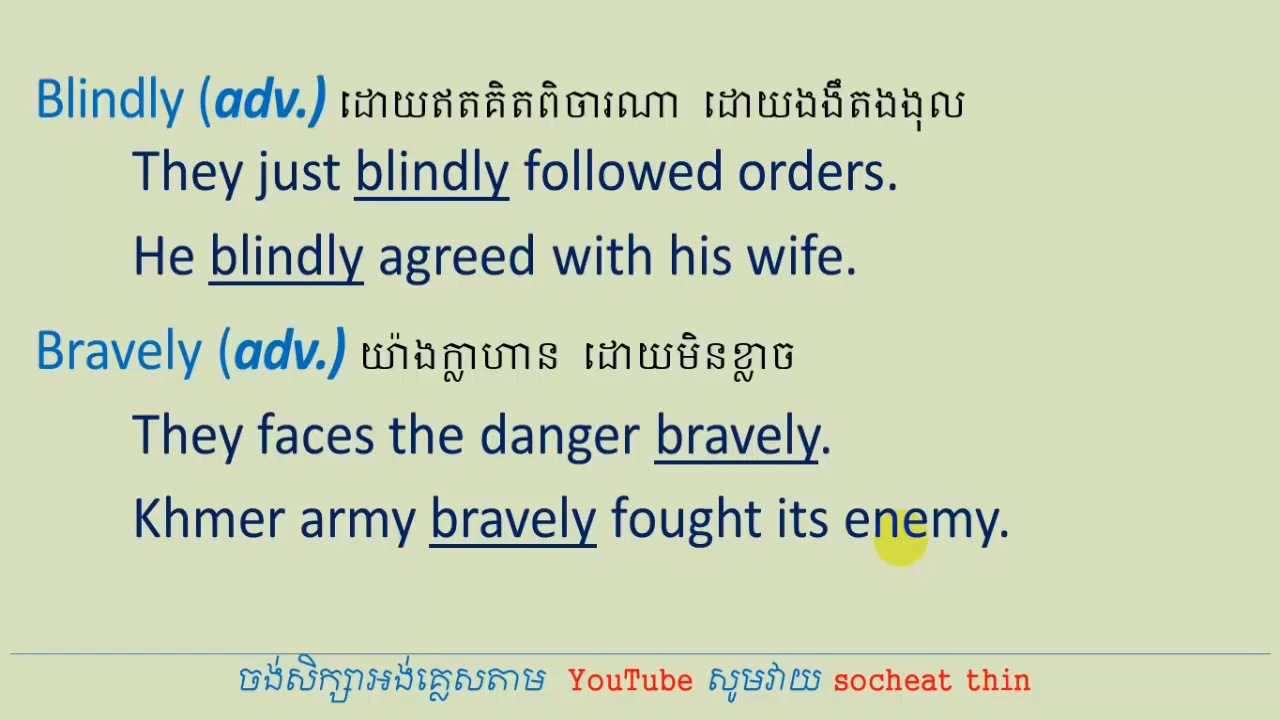 Blindly (adv.) ដោយឥតគិតពិចារណា ដោយងងឹតងងុល
They just blindly followed orders.
He blindly agreed with his wife.
Bravely (adv.) យ៉ាងក្លាហាន ដោយមិនខ្លាច
They faces the danger bravely.
Khmer army bravely fought its enemy.
ចង់សិក្សាអង់គ្លេសតាម YouTube សូមវាយ socheat thin